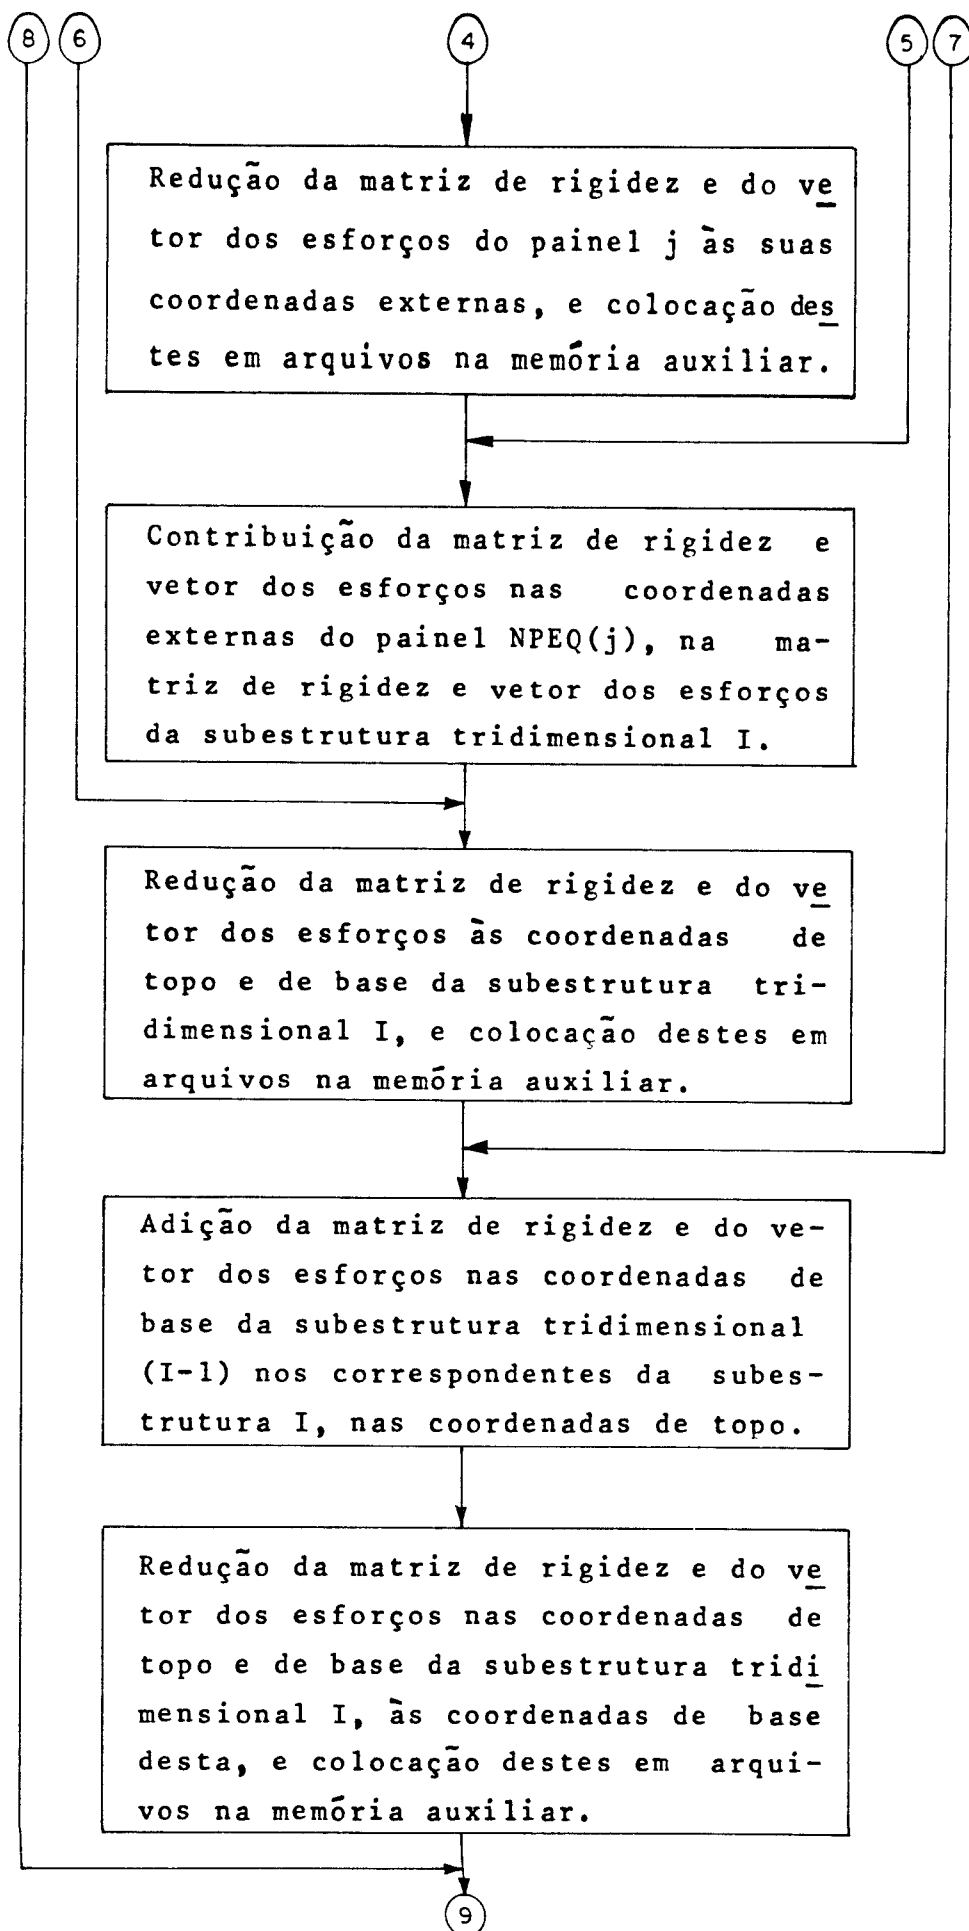 8 6 4 5 7
Redução da matriz de rigidez e do ve
tor dos esforços do painel j às suas
coordenadas externas, e colocação des
tes em arquivos na memória auxiliar.
Contribuição da matriz de rigidez e
vetor dos esforços nas coordenadas
externas do painel NPEQ(j), na ma-
triz de rigidez e vetor dos esforços
da subestrutura tridimensional I.
Redução da matriz de rigidez e do ve
tor dos esforços às coordenadas de
topo e de base da subestrutura tri-
dimensional I, e colocação destes em
arquivos na memória auxiliar.
Adição da matriz de rigidez e do ve-
tor dos esforços nas coordenadas de
base da subestrutura tridimensional
(I-1) nos correspondentes da subes-
trutura I, nas coordenadas de topo.
Redução da matriz de rigidez e do ve
tor dos esforços nas coordenadas de
topo e de base da subestrutura tridi
mensional I, às coordenadas de base
desta, e colocação destes em arqui-
vos na memória auxiliar.
9